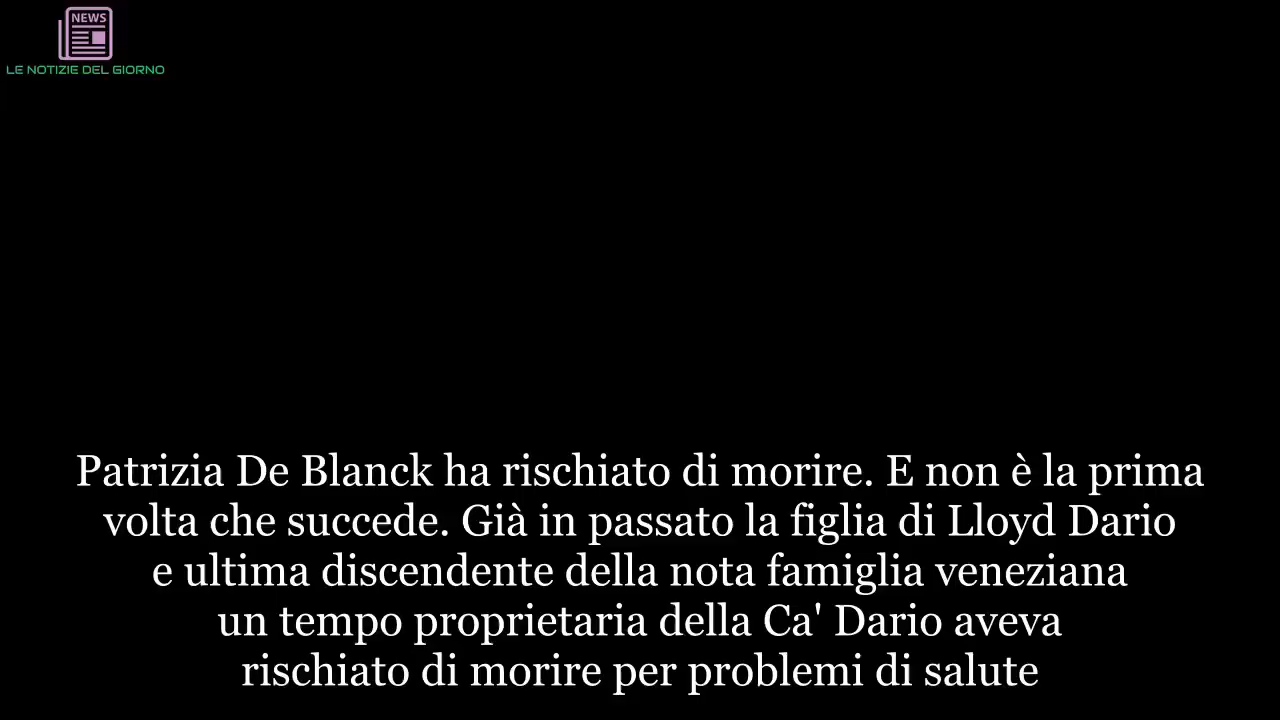 NEWS
LE NOTIZIE DEL GIORNO
Patrizia De Blanck ha rischiato di morire. E non è la prima
volta che succede. Già in passato la figlia di Lloyd Dario
e ultima discendente della nota famiglia veneziana
un tempo proprietaria della Ca' Dario aveva
rischiato di morire per problemi di salute